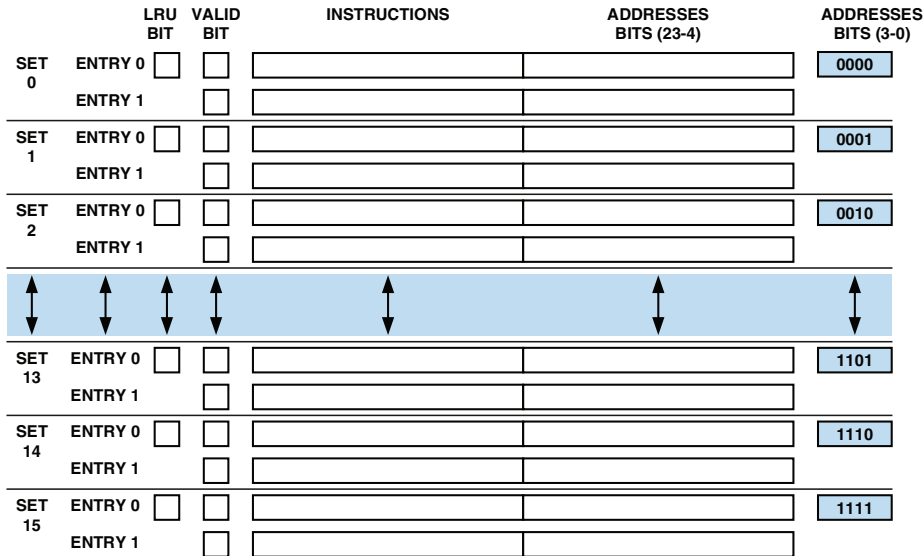 LRU VALID INSTRUCTIONS ADDRESSES ADDRESSES
BIT BIT BITS (23-4) BITS (3-0)
SET ENTRY 0 0000
0
ENTRY 1
SET ENTRY 0 0001
1
ENTRY 1
SET ENTRY 0 0010
2
ENTRY 1
SET ENTRY 0 1101
13
ENTRY 1
SET ENTRY 0 1110
14
ENTRY 1
SET ENTRY 0 1111
15
ENTRY 1